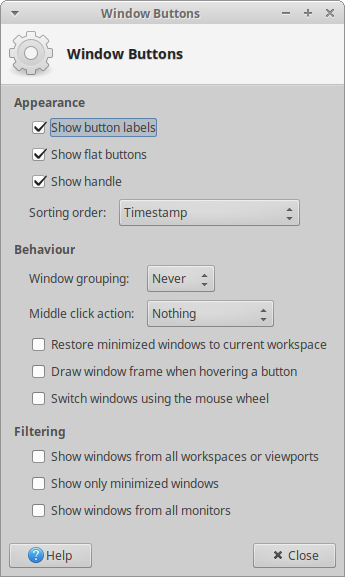 Window Buttons
Window Buttons
Appearance
Show button labels
Show flat buttons
Show handle
Sorting order: Timestamp
Behaviour
Window grouping: Never
Middle click action: Nothing
Restore minimized windows to current workspace
Draw window frame when hovering a button
Switch windows using the mouse wheel
Filtering
Show windows from all workspaces or viewports
Show only minimized windows
Show windows from all monitors
? Help × Close